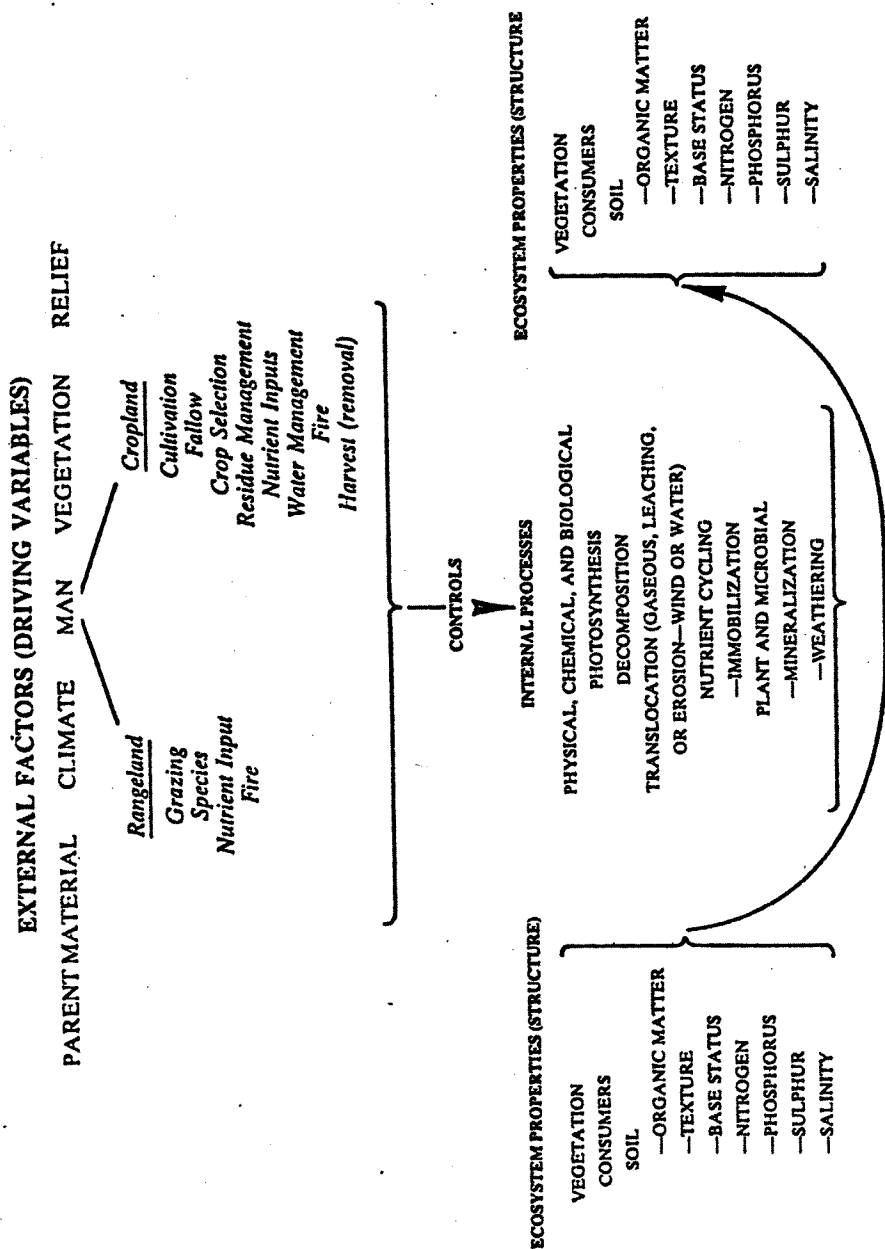 EXTERNAL FACTORS (DRIVING VARIABLES)
PARENT MATERIAL CLIMATE MAN VEGETATION RELIEF
Rangeland
Grazing
Species
Nutrient Input
Fire
Cropland
Cultivation
Fallow
Crop Selection
Residue Management
Nutrient Inputs
Water Management
Fire
Harvest (removal)
CONTROLS
ECOSYSTEM PROPERTIES (STRUCTURE)
VEGETATION
CONSUMERS
SOIL
—ORGANIC MATTER
—TEXTURE
—BASE STATUS
—NITROGEN
—PHOSPHORUS
—SULPHUR
—SALINITY
INTERNAL PROCESSES
PHYSICAL, CHEMICAL, AND BIOLOGICAL
PHOTOSYNTHESIS
DECOMPOSITION
TRANSLOCATION (GASEOUS, LEACHING,
OR EROSION—WIND OR WATER)
NUTRIENT CYCLING
—IMMOBILIZATION
PLANT AND MICROBIAL
—MINERALIZATION
—WEATHERING
ECOSYSTEM PROPERTIES (STRUCTURE
VEGETATION
CONSUMERS
SOIL
—ORGANIC MATTER
—TEXTURE
—BASE STATUS
—NITROGEN
—PHOSPHORUS
—SULPHUR
—SALINITY